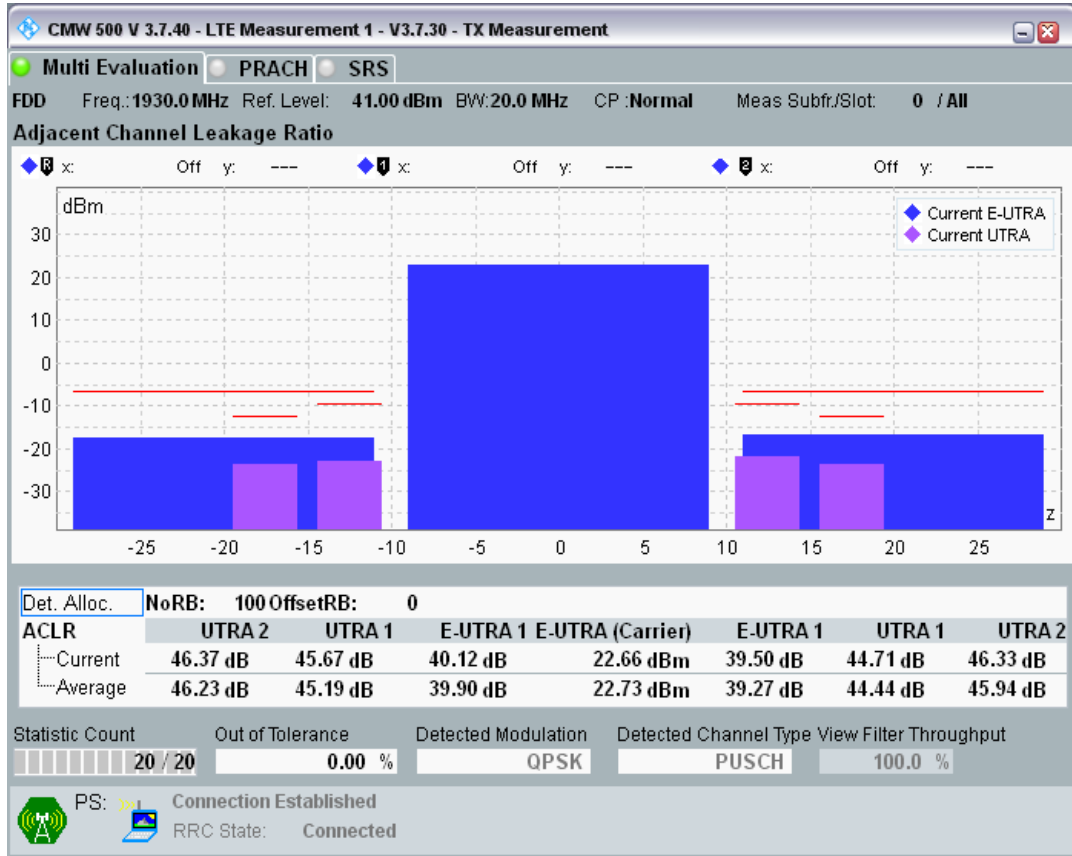 CMW 500 V 3.7.40 - LTE Measurement 1 - V3.7.30 - TX Measurement
Multi Evaluation PRACH SRS
FDD Freq.: 1930.0 MHz Ref. Level: 41.00 dBm BW: 20.0 MHz CP : Normal Meas Subfr./Slot: 0 / All
Adjacent Channel Leakage Ratio
R x: Off y: --- 1 x: Off y: --- 2 x: Off y: ---
dBm
Current E-UTRA
Current UTRA
30
20
10
0
-10
-20
-30
z
-25 -20 -15 -10 -5 0 5 10 15 20 25
Det. Alloc. NoRB: 100 OffsetRB: 0
ACLR UTRA 2 UTRA 1 E-UTRA 1 E-UTRA (Carrier) E-UTRA 1 UTRA 1 UTRA 2
Current 46.37 dB 45.67 dB 40.12 dB 22.66 dBm 39.50 dB 44.71 dB 46.33 dB
Average 46.23 dB 45.19 dB 39.90 dB 22.73 dBm 39.27 dB 44.44 dB 45.94 dB
Statistic Count Out of Tolerance Detected Modulation Detected Channel Type View Filter Throughput
20 / 20 0.00 % QPSK PUSCH 100.0 %
PS: Connection Established
RRC State: Connected